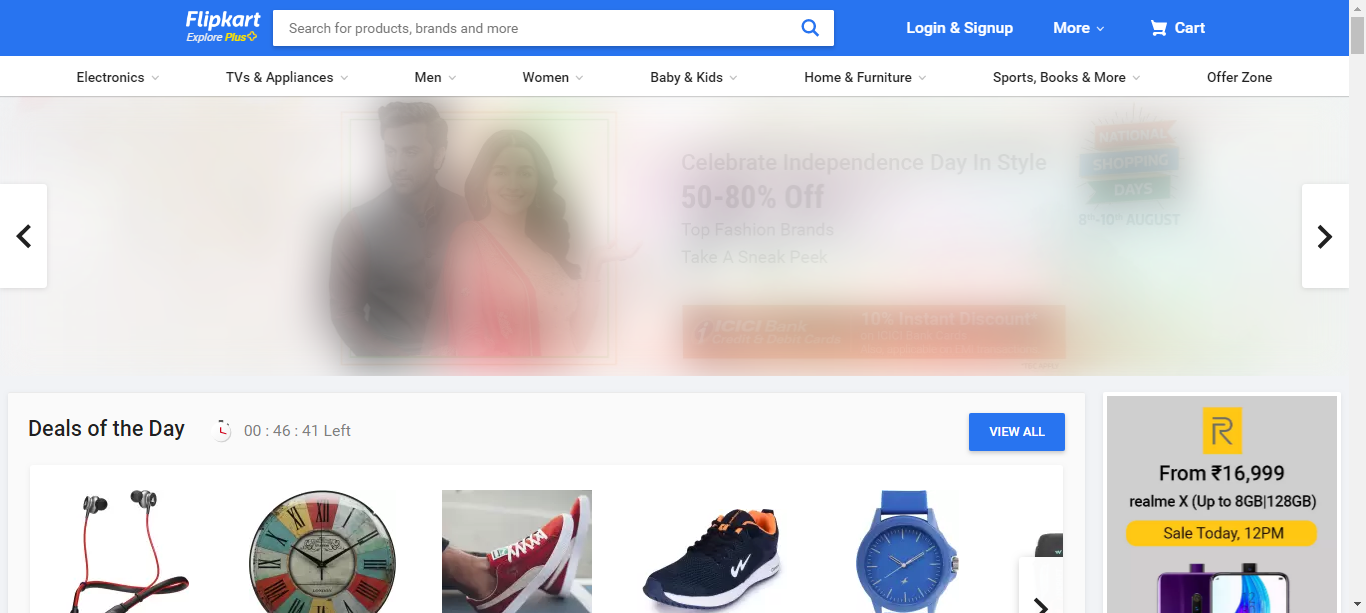 Flipkart
Explore Plus
Search for products, brands and more
Login & Signup
More
Cart
Electronics
TVs & Appliances
Men
Women
Baby & Kids
Home & Furniture
Sports, Books & More
Offer Zone
Celebrate Independence Day In Style
50-80% Off
Top Fashion Brands
Take A Sneak Peek
NATIONAL
SHOPPING
DAYS
8th-10th AUGUST
ICICI Bank
Credit & Debit Cards
10% Instant Discount*
Deals of the Day
00 : 46 : 41 Left
VIEW ALL
From ₹16,999
realme X (Up to 8GB|128GB)
Sale Today, 12PM